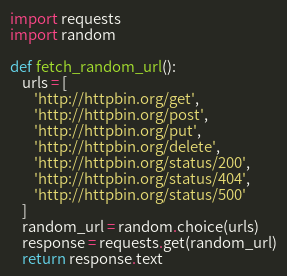 import requests
import random

def fetch_random_url():
    urls = [
        'http://httpbin.org/get',
        'http://httpbin.org/post',
        'http://httpbin.org/put',
        'http://httpbin.org/delete',
        'http://httpbin.org/status/200',
        'http://httpbin.org/status/404',
        'http://httpbin.org/status/500'
    ]
    random_url = random.choice(urls)
    response = requests.get(random_url)
    return response.text